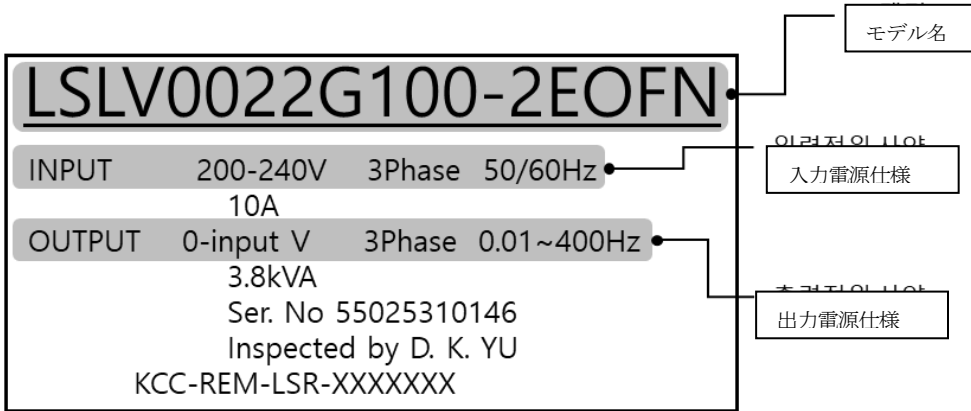 モデル名
LSLV0022G100-2EOFN
INPUT 200-240V 3Phase 50/60Hz
入力電源仕様
10A
OUTPUT 0-input V 3Phase 0.01~400Hz
3.8kVA
出力電源仕様
Ser. No 55025310146
Inspected by D. K. YU
KCC-REM-LSR-XXXXXXX